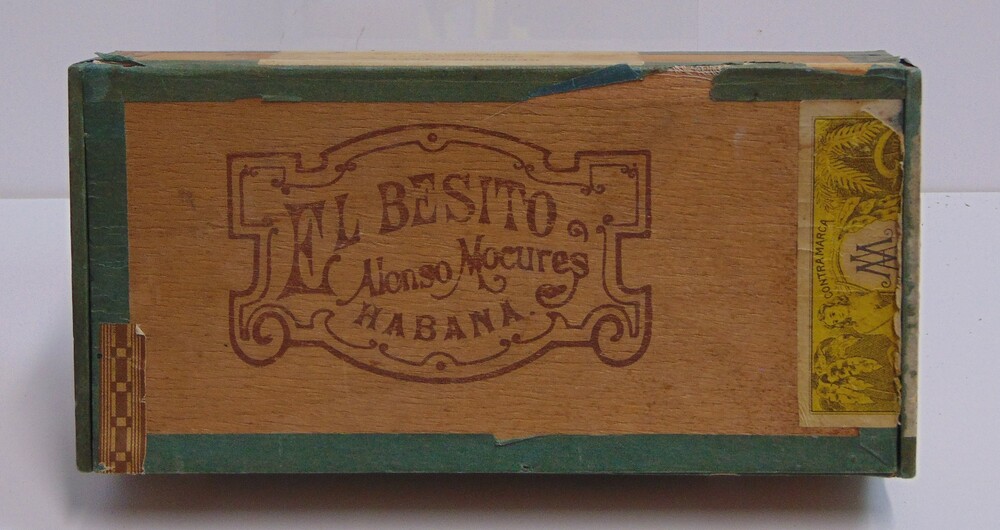 EL BESITO
Alonso Mocures
HABANA
CONTRAMARCA